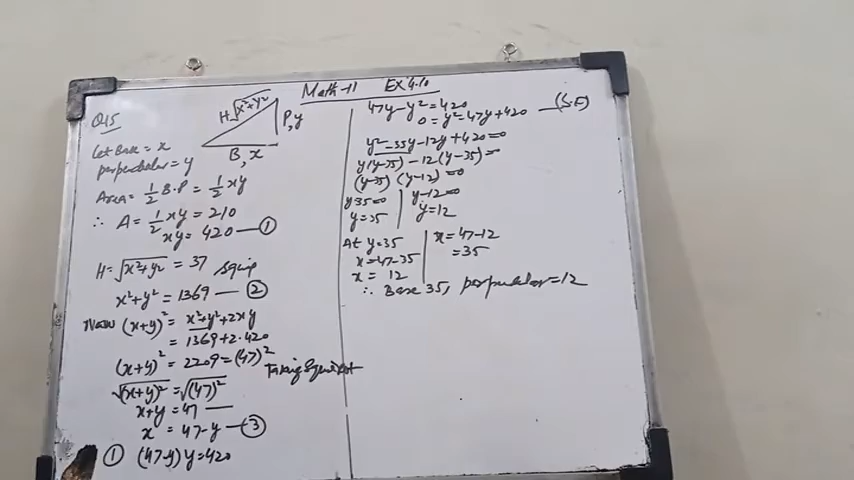 Math-11 Ex 4.10
Q15
H √x²+y²
P, y
B, x
Let Base = x
perpendicular = y
Area = 1/2 B.P = 1/2 xy
∴ A = 1/2 xy = 210
xy = 420 — ①
H = √x²+y² = 37 squaring
x²+y² = 1369 — ②
Now (x+y)² = x²+y²+2xy
= 1369+2.420
(x+y)² = 2209 = (47)²
Taking Square root
√(x+y)² = √(47)²
x+y = 47 —
x = 47-y — ③
① (47-y) y = 420
47y-y² = 420
0 = y²-47y+420 — (S.F)
y²-35y-12y+420=0
y(y-35) -12(y-35)=0
(y-35) (y-12) =0
y-35=0 | y-12=0
y=35 | y=12
At y=35 | x=47-12
x=47-35 | =35
x = 12
∴ Base 35, perpendicular=12